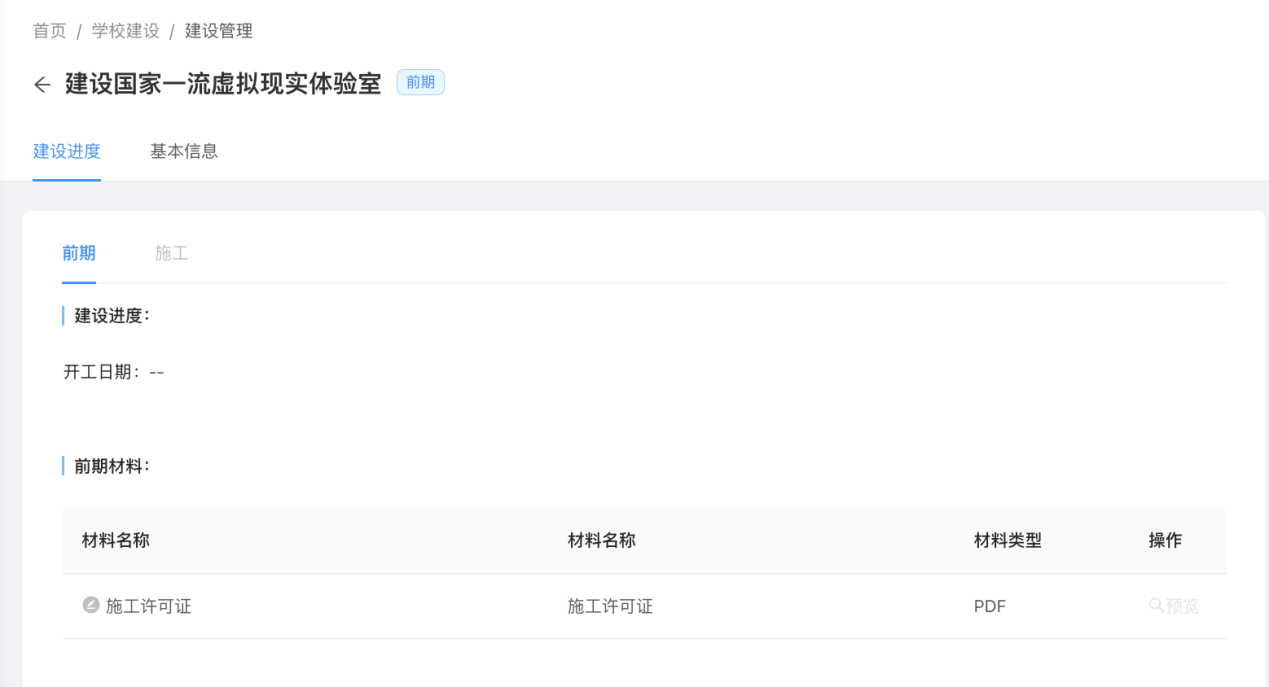 首页 / 学校建设 / 建设管理
建设国家一流虚拟现实体验室 前期
建设进度 基本信息
前期 施工
建设进度：
开工日期：--
前期材料：
材料名称 材料名称 材料类型 操作
施工许可证 施工许可证 PDF 预览